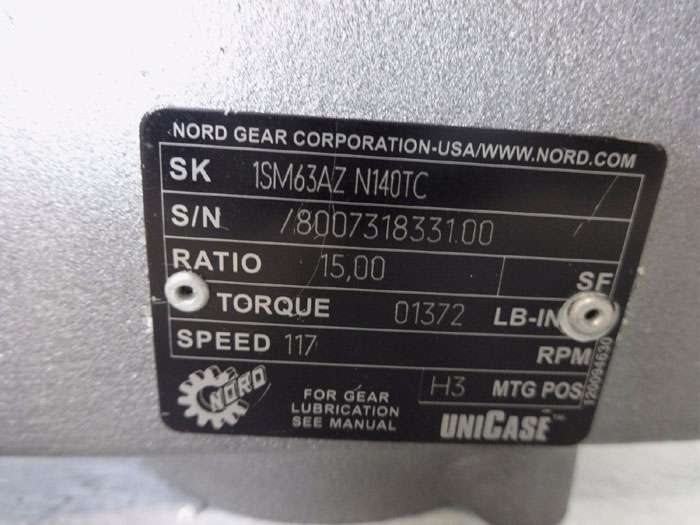 NORD GEAR CORPORATION-USA/WWW.NORD.COM
SK 1SM63AZ N140TC
S/N /8007318331.00
RATIO 15,00 SF
TORQUE 01372 LB-IN
SPEED 117 RPM
H3 MTG POS
NORD
FOR GEAR
LUBRICATION
SEE MANUAL
UNICASE™